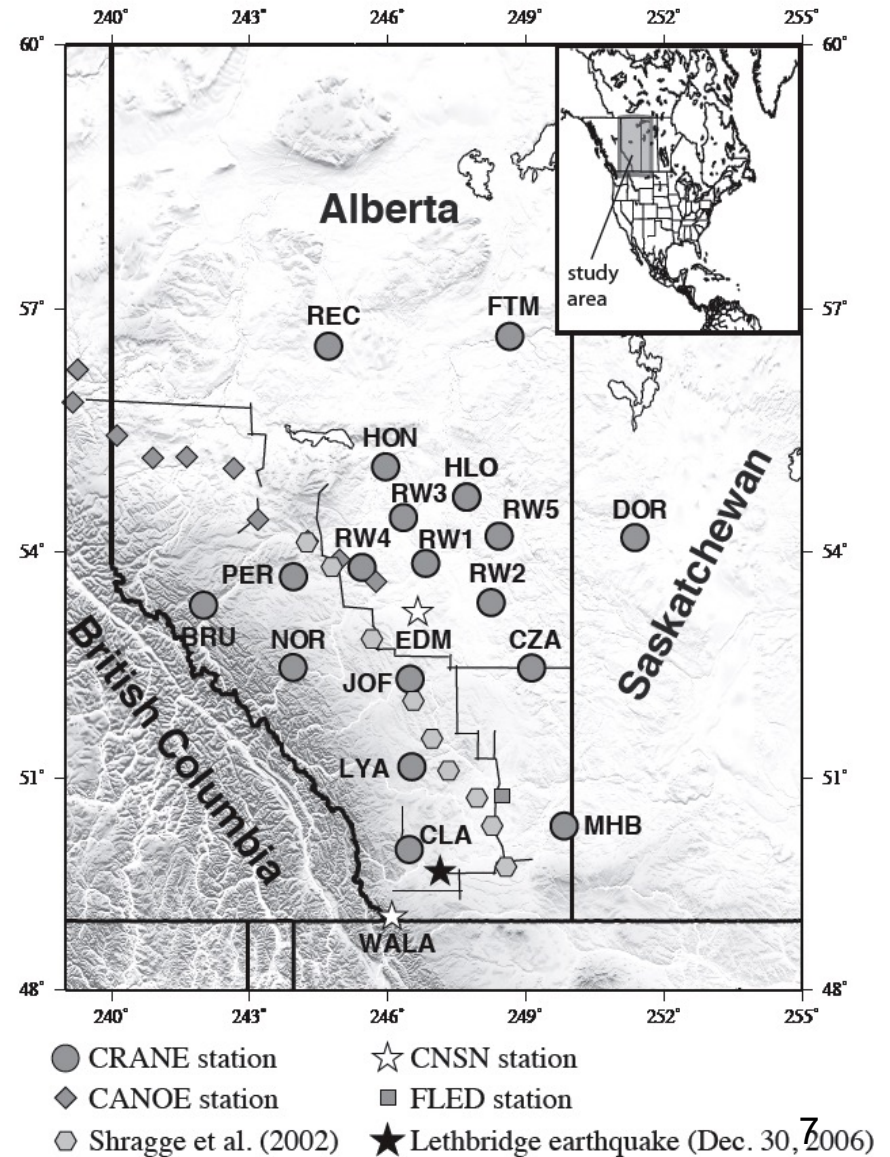 240° 243° 246° 249° 252° 255°
60° 60°
Alberta
study
area
57° 57°
REC FTM
HON
HLO
RW3
RW5 DOR
54° RW4 RW1 54°
PER RW2
BRU NOR EDM CZA
JOF
British Columbia
Saskatchewan
LYA
51° 51°
CLA MHB
WALA
48° 48°
240° 243° 246° 249° 252° 255°
CRANE station CNSN station
CANOE station FLED station
Shragge et al. (2002) Lethbridge earthquake (Dec. 30, 2006)
7